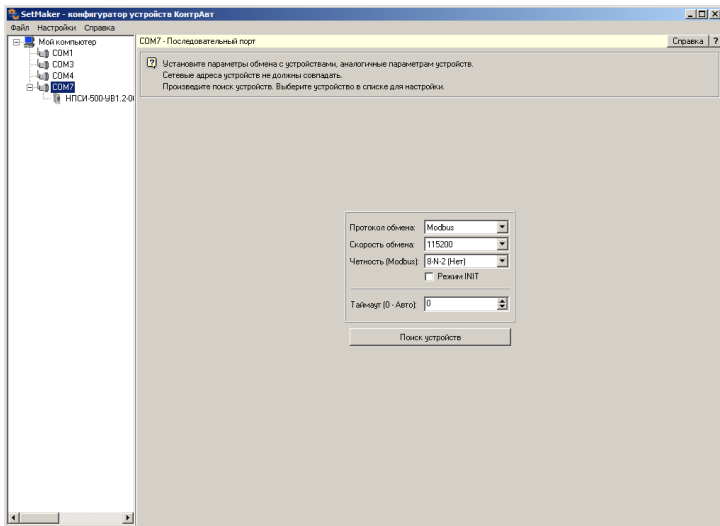 SetMaker - конфигуратор устройств КонтрАвт
Файл Настройки Справка
Мой компьютер
COM1
COM3
COM4
COM7
НПСИ-500-УВ1.2-0
COM7 - Последовательный порт
Справка ?
Установите параметры обмена с устройствами, аналогичные параметрам устройств.
Сетевые адреса устройств не должны совпадать.
Произведите поиск устройств. Выберите устройство в списке для настройки.
Протокол обмена: Modbus
Скорость обмена: 115200
Четность (Modbus): 8-N-2 (Нет)
Режим INIT
Таймаут (0 - Авто): 0
Поиск устройств